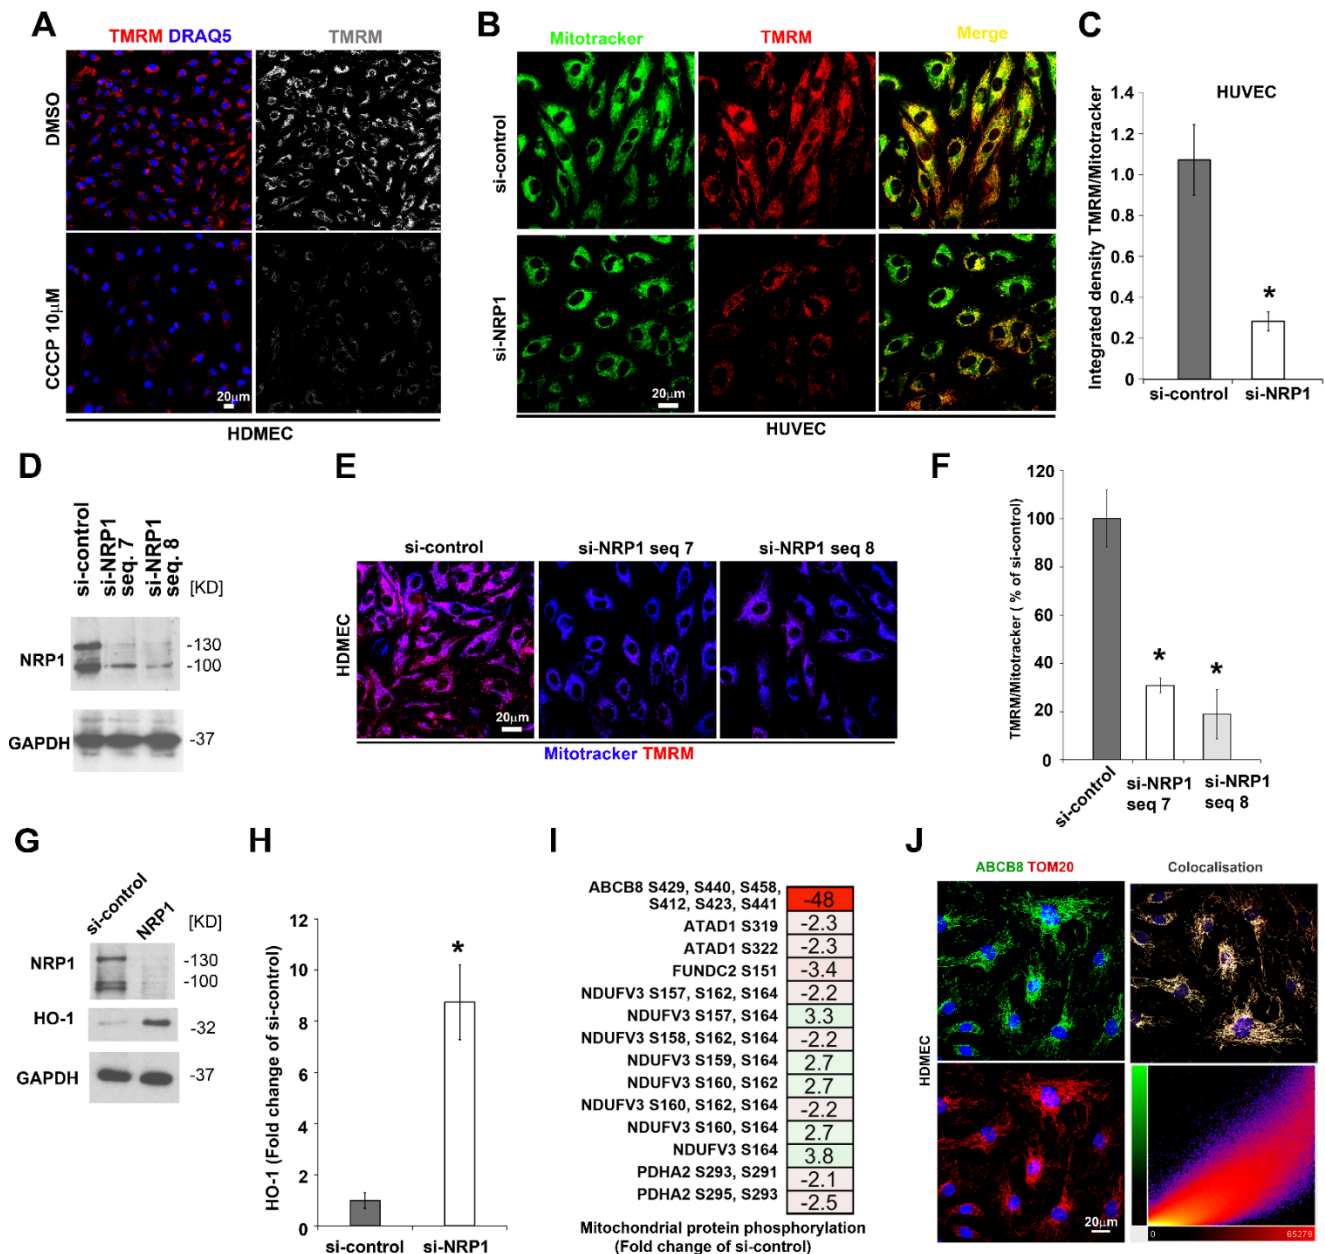 A
TMRM DRAQ5
TMRM
DMSO
CCCP 10µM
20µm
HDMEC
B
Mitotracker
TMRM
Merge
si-control
si-NRP1
20µm
HUVEC
C
HUVEC
Integrated density TMRM/Mitotracker
1.4
1.2
1.0
0.8
0.6
0.4
0.2
0
*
si-control
si-NRP1
D
si-control
si-NRP1
seq. 7
si-NRP1
seq. 8
[KD]
NRP1
-130
-100
GAPDH
-37
E
si-control
si-NRP1 seq 7
si-NRP1 seq 8
HDMEC
20µm
Mitotracker TMRM
F
TMRM/Mitotracker ( % of si-control)
120
100
80
60
40
20
0
*
*
si-control
si-NRP1
seq 7
si-NRP1
seq 8
G
si-control
NRP1
[KD]
NRP1
-130
-100
HO-1
-32
GAPDH
-37
H
HO-1 (Fold change of si-control)
12
10
8
6
4
2
0
*
si-control
si-NRP1
I
ABCB8 S429, S440, S458,
S412, S423, S441
-48
ATAD1 S319
-2.3
ATAD1 S322
-2.3
FUNDC2 S151
-3.4
NDUFV3 S157, S162, S164
-2.2
NDUFV3 S157, S164
3.3
NDUFV3 S158, S162, S164
-2.2
NDUFV3 S159, S164
2.7
NDUFV3 S160, S162
2.7
NDUFV3 S160, S162, S164
-2.2
NDUFV3 S160, S164
2.7
NDUFV3 S164
3.8
PDHA2 S293, S291
-2.1
PDHA2 S295, S293
-2.5
Mitochondrial protein phosphorylation
(Fold change of si-control)
J
ABCB8 TOM20
Colocalisation
HDMEC
20µm
0
65279